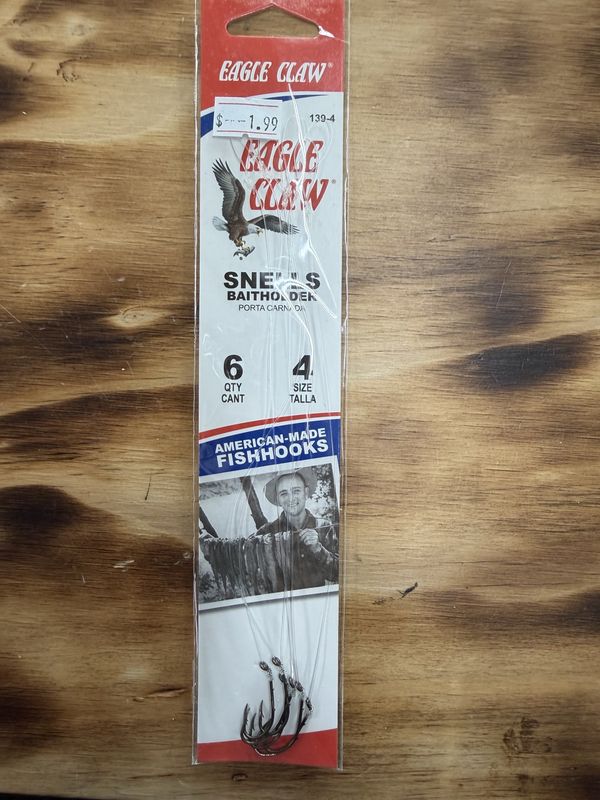 EAGLE CLAW®
$ --- 1.99
139-4
EAGLE
CLAW®
SNELLS
BAITHOLDER
PORTA CARNADA
6 4
QTY SIZE
CANT TALLA
AMERICAN-MADE
FISHHOOKS